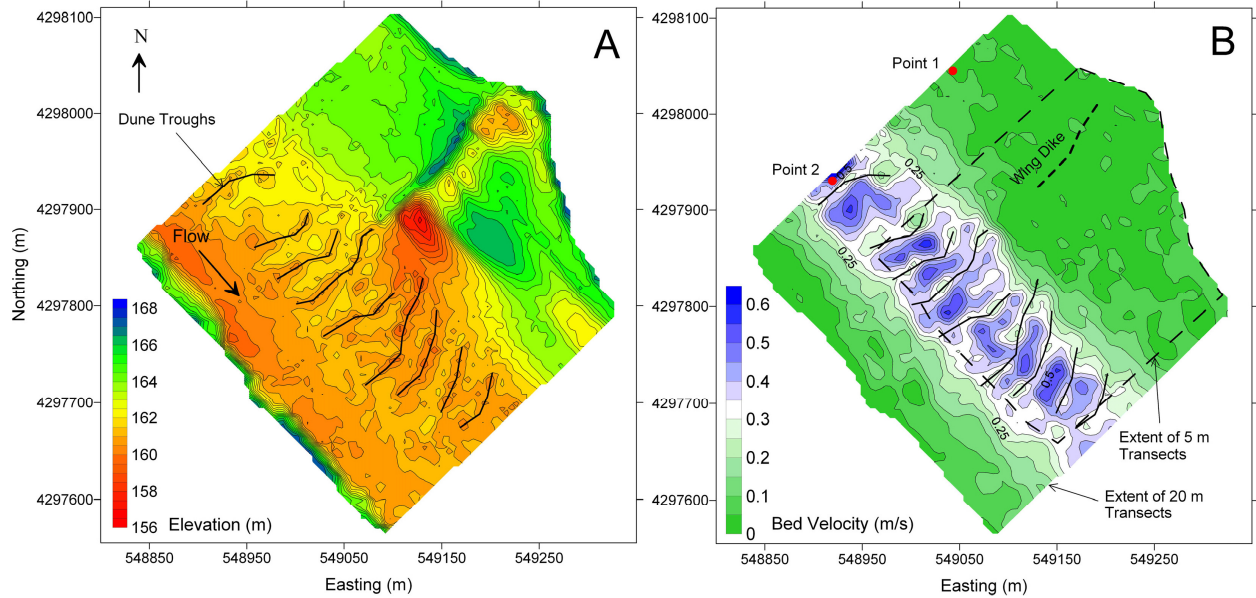 A
N
Dune Troughs
Flow
4298100
4298000
4297900
4297800
4297700
4297600
Northing (m)
168
166
164
162
160
158
156
Elevation (m)
548850 548950 549050 549150 549250
Easting (m)
B
Point 1
Point 2
Wing Dike
0.5
0.25
0.25
0.5
0.25
4298100
4298000
4297900
4297800
4297700
4297600
0.6
0.5
0.4
0.3
0.2
0.1
0
Bed Velocity (m/s)
Extent of 5 m
Transects
Extent of 20 m
Transects
548850 548950 549050 549150 549250
Easting (m)